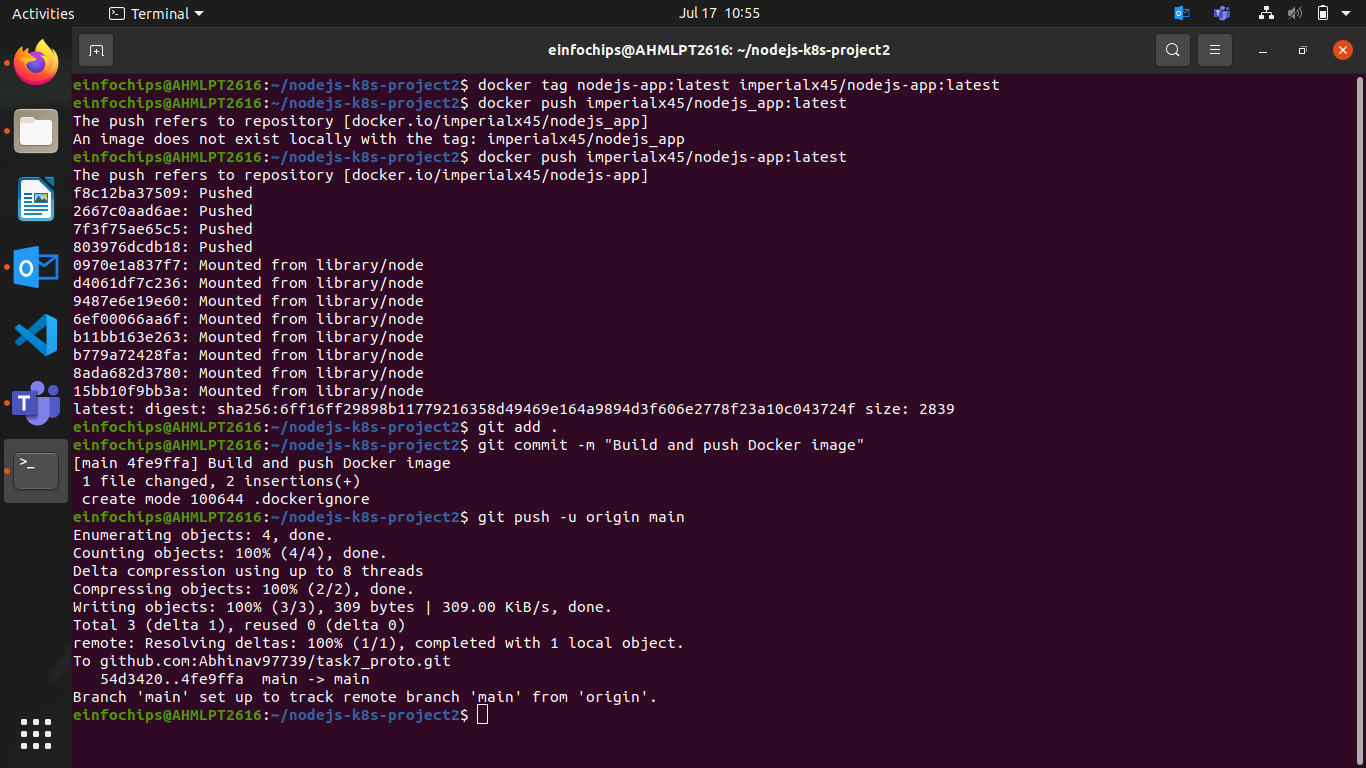 Activities
Terminal
Jul 17 10:55
einfochips@AHMLPT2616: ~/nodejs-k8s-project2
einfochips@AHMLPT2616:~/nodejs-k8s-project2$ docker tag nodejs-app:latest imperialx45/nodejs-app:latest
einfochips@AHMLPT2616:~/nodejs-k8s-project2$ docker push imperialx45/nodejs_app:latest
The push refers to repository [docker.io/imperialx45/nodejs_app]
An image does not exist locally with the tag: imperialx45/nodejs_app
einfochips@AHMLPT2616:~/nodejs-k8s-project2$ docker push imperialx45/nodejs-app:latest
The push refers to repository [docker.io/imperialx45/nodejs-app]
f8c12ba37509: Pushed
2667c0aad6ae: Pushed
7f3f75ae65c5: Pushed
803976dcdb18: Pushed
0970e1a837f7: Mounted from library/node
d4061df7c236: Mounted from library/node
9487e6e19e60: Mounted from library/node
6ef00066aa6f: Mounted from library/node
b11bb163e263: Mounted from library/node
b779a72428fa: Mounted from library/node
8ada682d3780: Mounted from library/node
15bb10f9bb3a: Mounted from library/node
latest: digest: sha256:6ff16ff29898b11779216358d49469e164a9894d3f606e2778f23a10c043724f size: 2839
einfochips@AHMLPT2616:~/nodejs-k8s-project2$ git add .
einfochips@AHMLPT2616:~/nodejs-k8s-project2$ git commit -m "Build and push Docker image"
[main 4fe9ffa] Build and push Docker image
 1 file changed, 2 insertions(+)
 create mode 100644 .dockerignore
einfochips@AHMLPT2616:~/nodejs-k8s-project2$ git push -u origin main
Enumerating objects: 4, done.
Counting objects: 100% (4/4), done.
Delta compression using up to 8 threads
Compressing objects: 100% (2/2), done.
Writing objects: 100% (3/3), 309 bytes | 309.00 KiB/s, done.
Total 3 (delta 1), reused 0 (delta 0)
remote: Resolving deltas: 100% (1/1), completed with 1 local object.
To github.com:Abhinav97739/task7_proto.git
   54d3420..4fe9ffa  main -> main
Branch 'main' set up to track remote branch 'main' from 'origin'.
einfochips@AHMLPT2616:~/nodejs-k8s-project2$